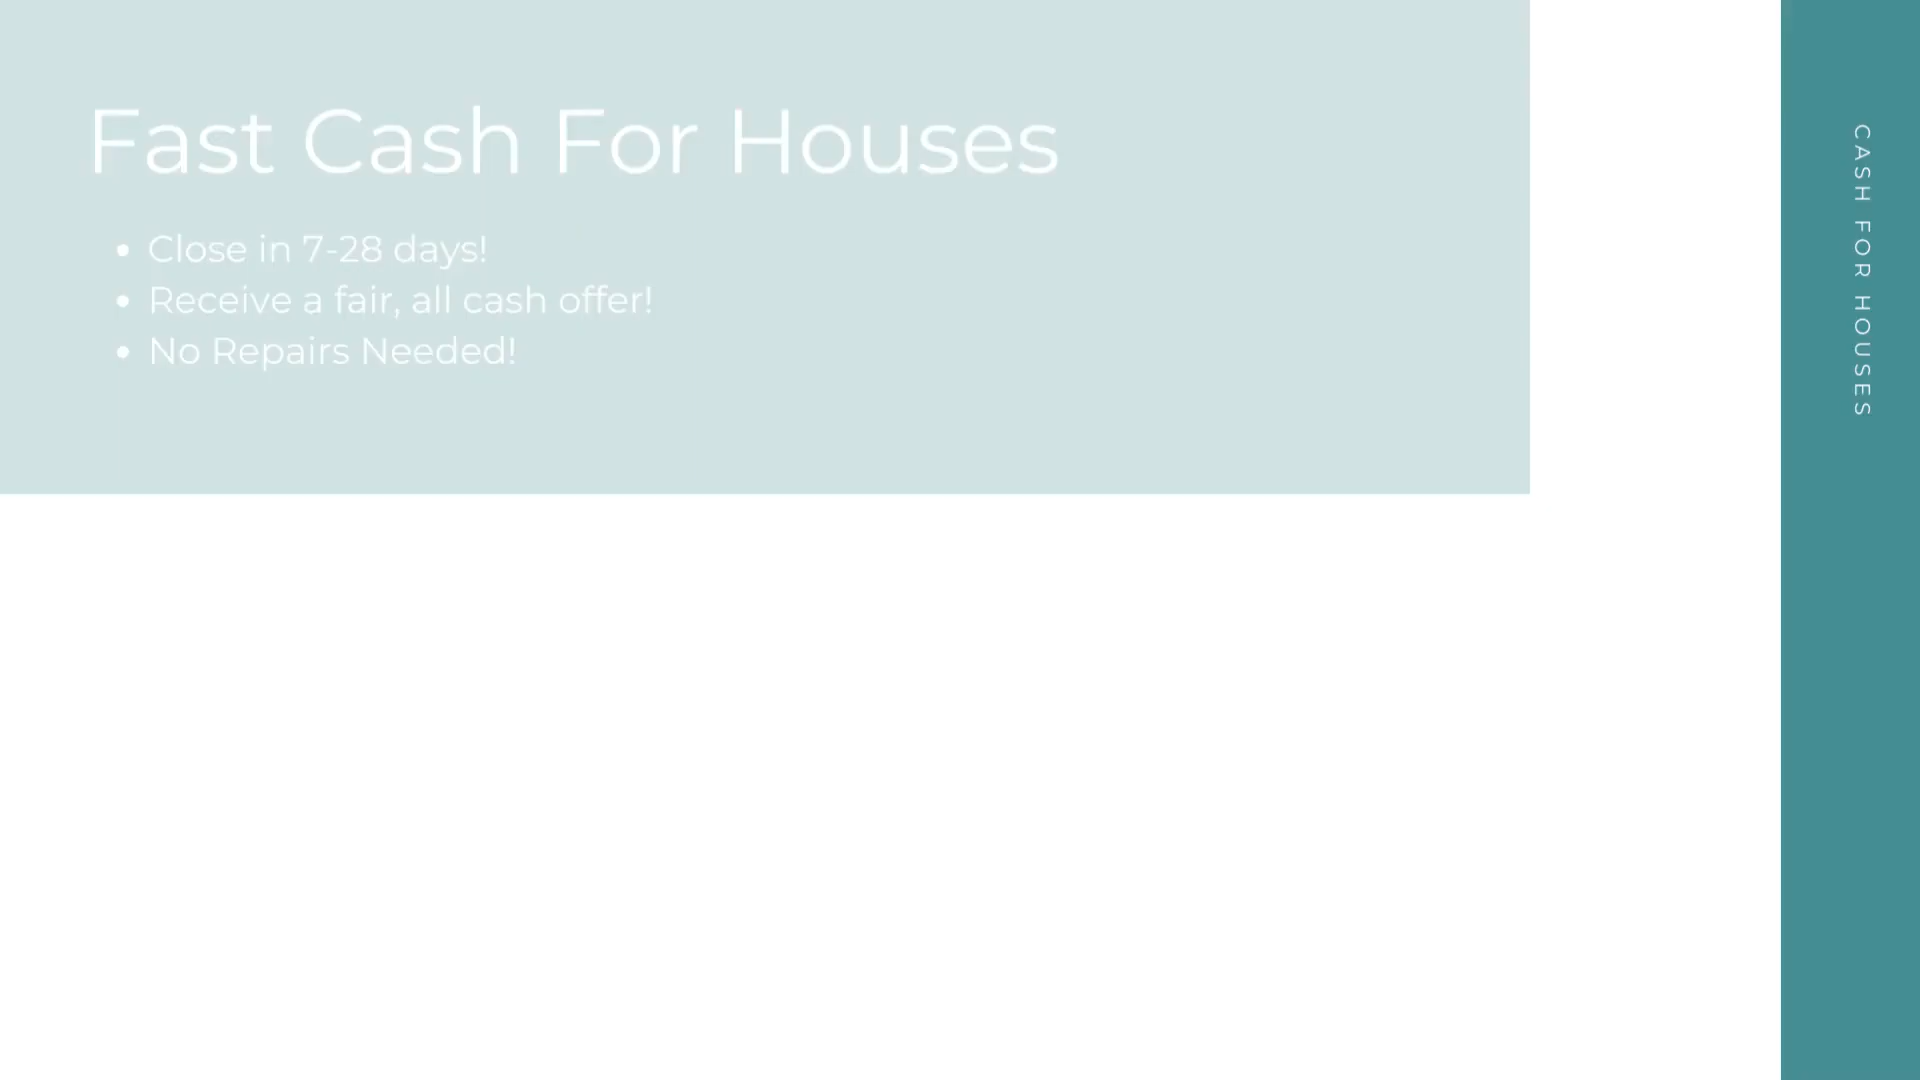 Fast Cash For Houses
• Close in 7-28 days!
• Receive a fair, all cash offer!
• No Repairs Needed!
CASH FOR HOUSES